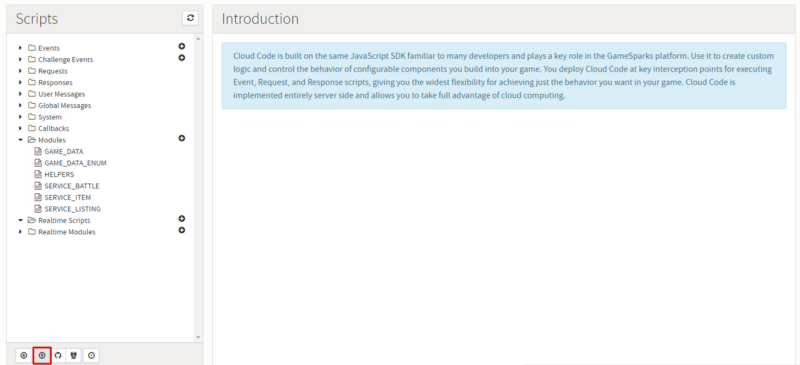 Scripts
Events
Challenge Events
Requests
Responses
User Messages
Global Messages
System
Callbacks
Modules
GAME_DATA
GAME_DATA_ENUM
HELPERS
SERVICE_BATTLE
SERVICE_ITEM
SERVICE_LISTING
Realtime Scripts
Realtime Modules
Introduction
Cloud Code is built on the same JavaScript SDK familiar to many developers and plays a key role in the GameSparks platform. Use it to create custom
logic and control the behavior of configurable components you build into your game. You deploy Cloud Code at key interception points for executing
Event, Request, and Response scripts, giving you the widest flexibility for achieving just the behavior you want in your game. Cloud Code is
implemented entirely server side and allows you to take full advantage of cloud computing.